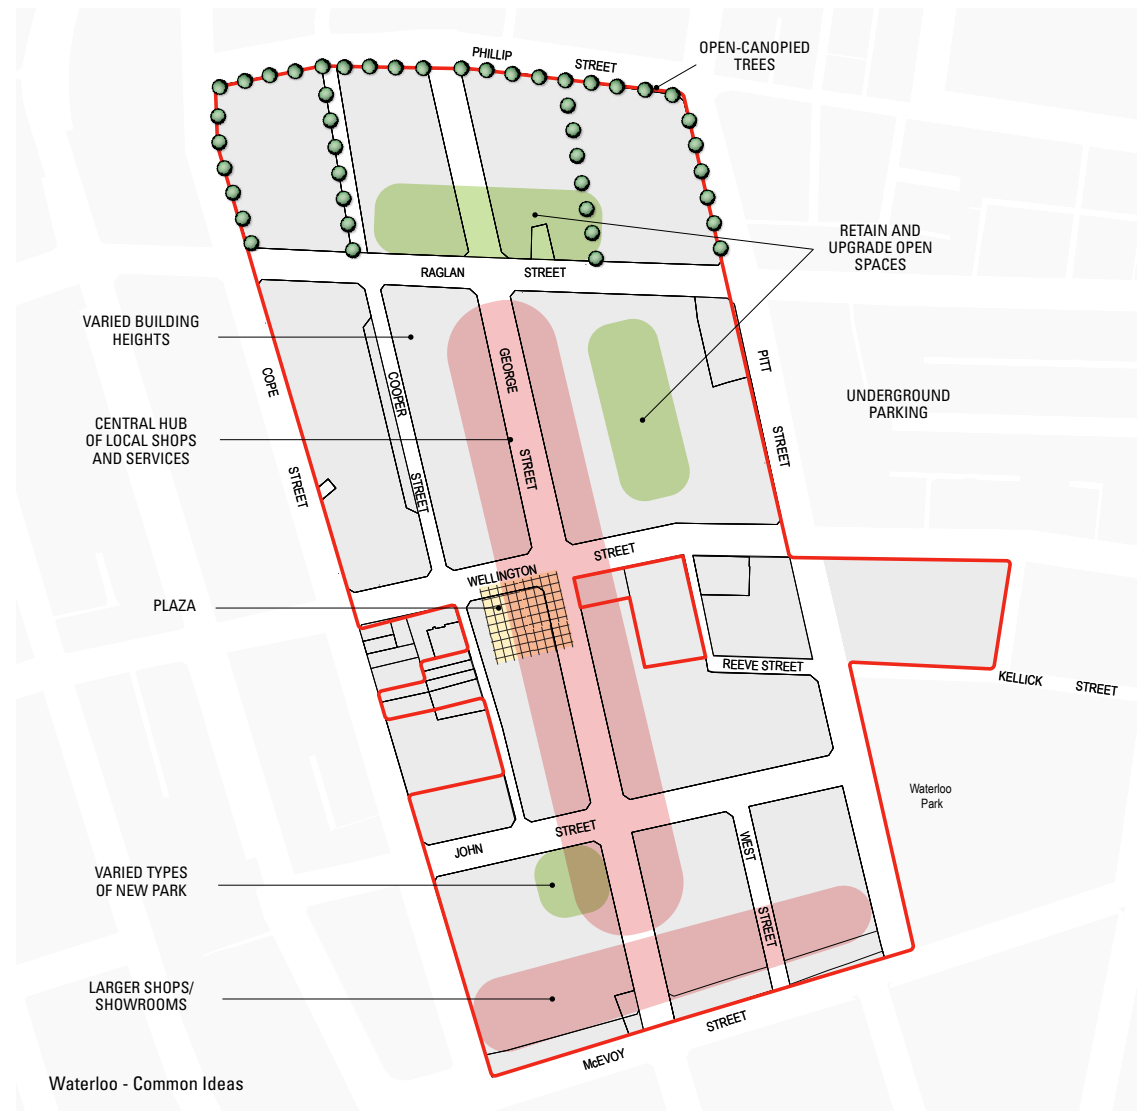 PHILLIP STREET
OPEN-CANOPIED
TREES
RETAIN AND
UPGRADE OPEN
SPACES
RAGLAN STREET
VARIED BUILDING
HEIGHTS
COPE STREET
COOPER STREET
GEORGE STREET
PITT STREET
UNDERGROUND
PARKING
CENTRAL HUB
OF LOCAL SHOPS
AND SERVICES
WELLINGTON STREET
PLAZA
REEVE STREET
KELLICK STREET
Waterloo
Park
JOHN STREET
WEST STREET
VARIED TYPES
OF NEW PARK
LARGER SHOPS/
SHOWROOMS
McEVOY STREET
Waterloo - Common Ideas